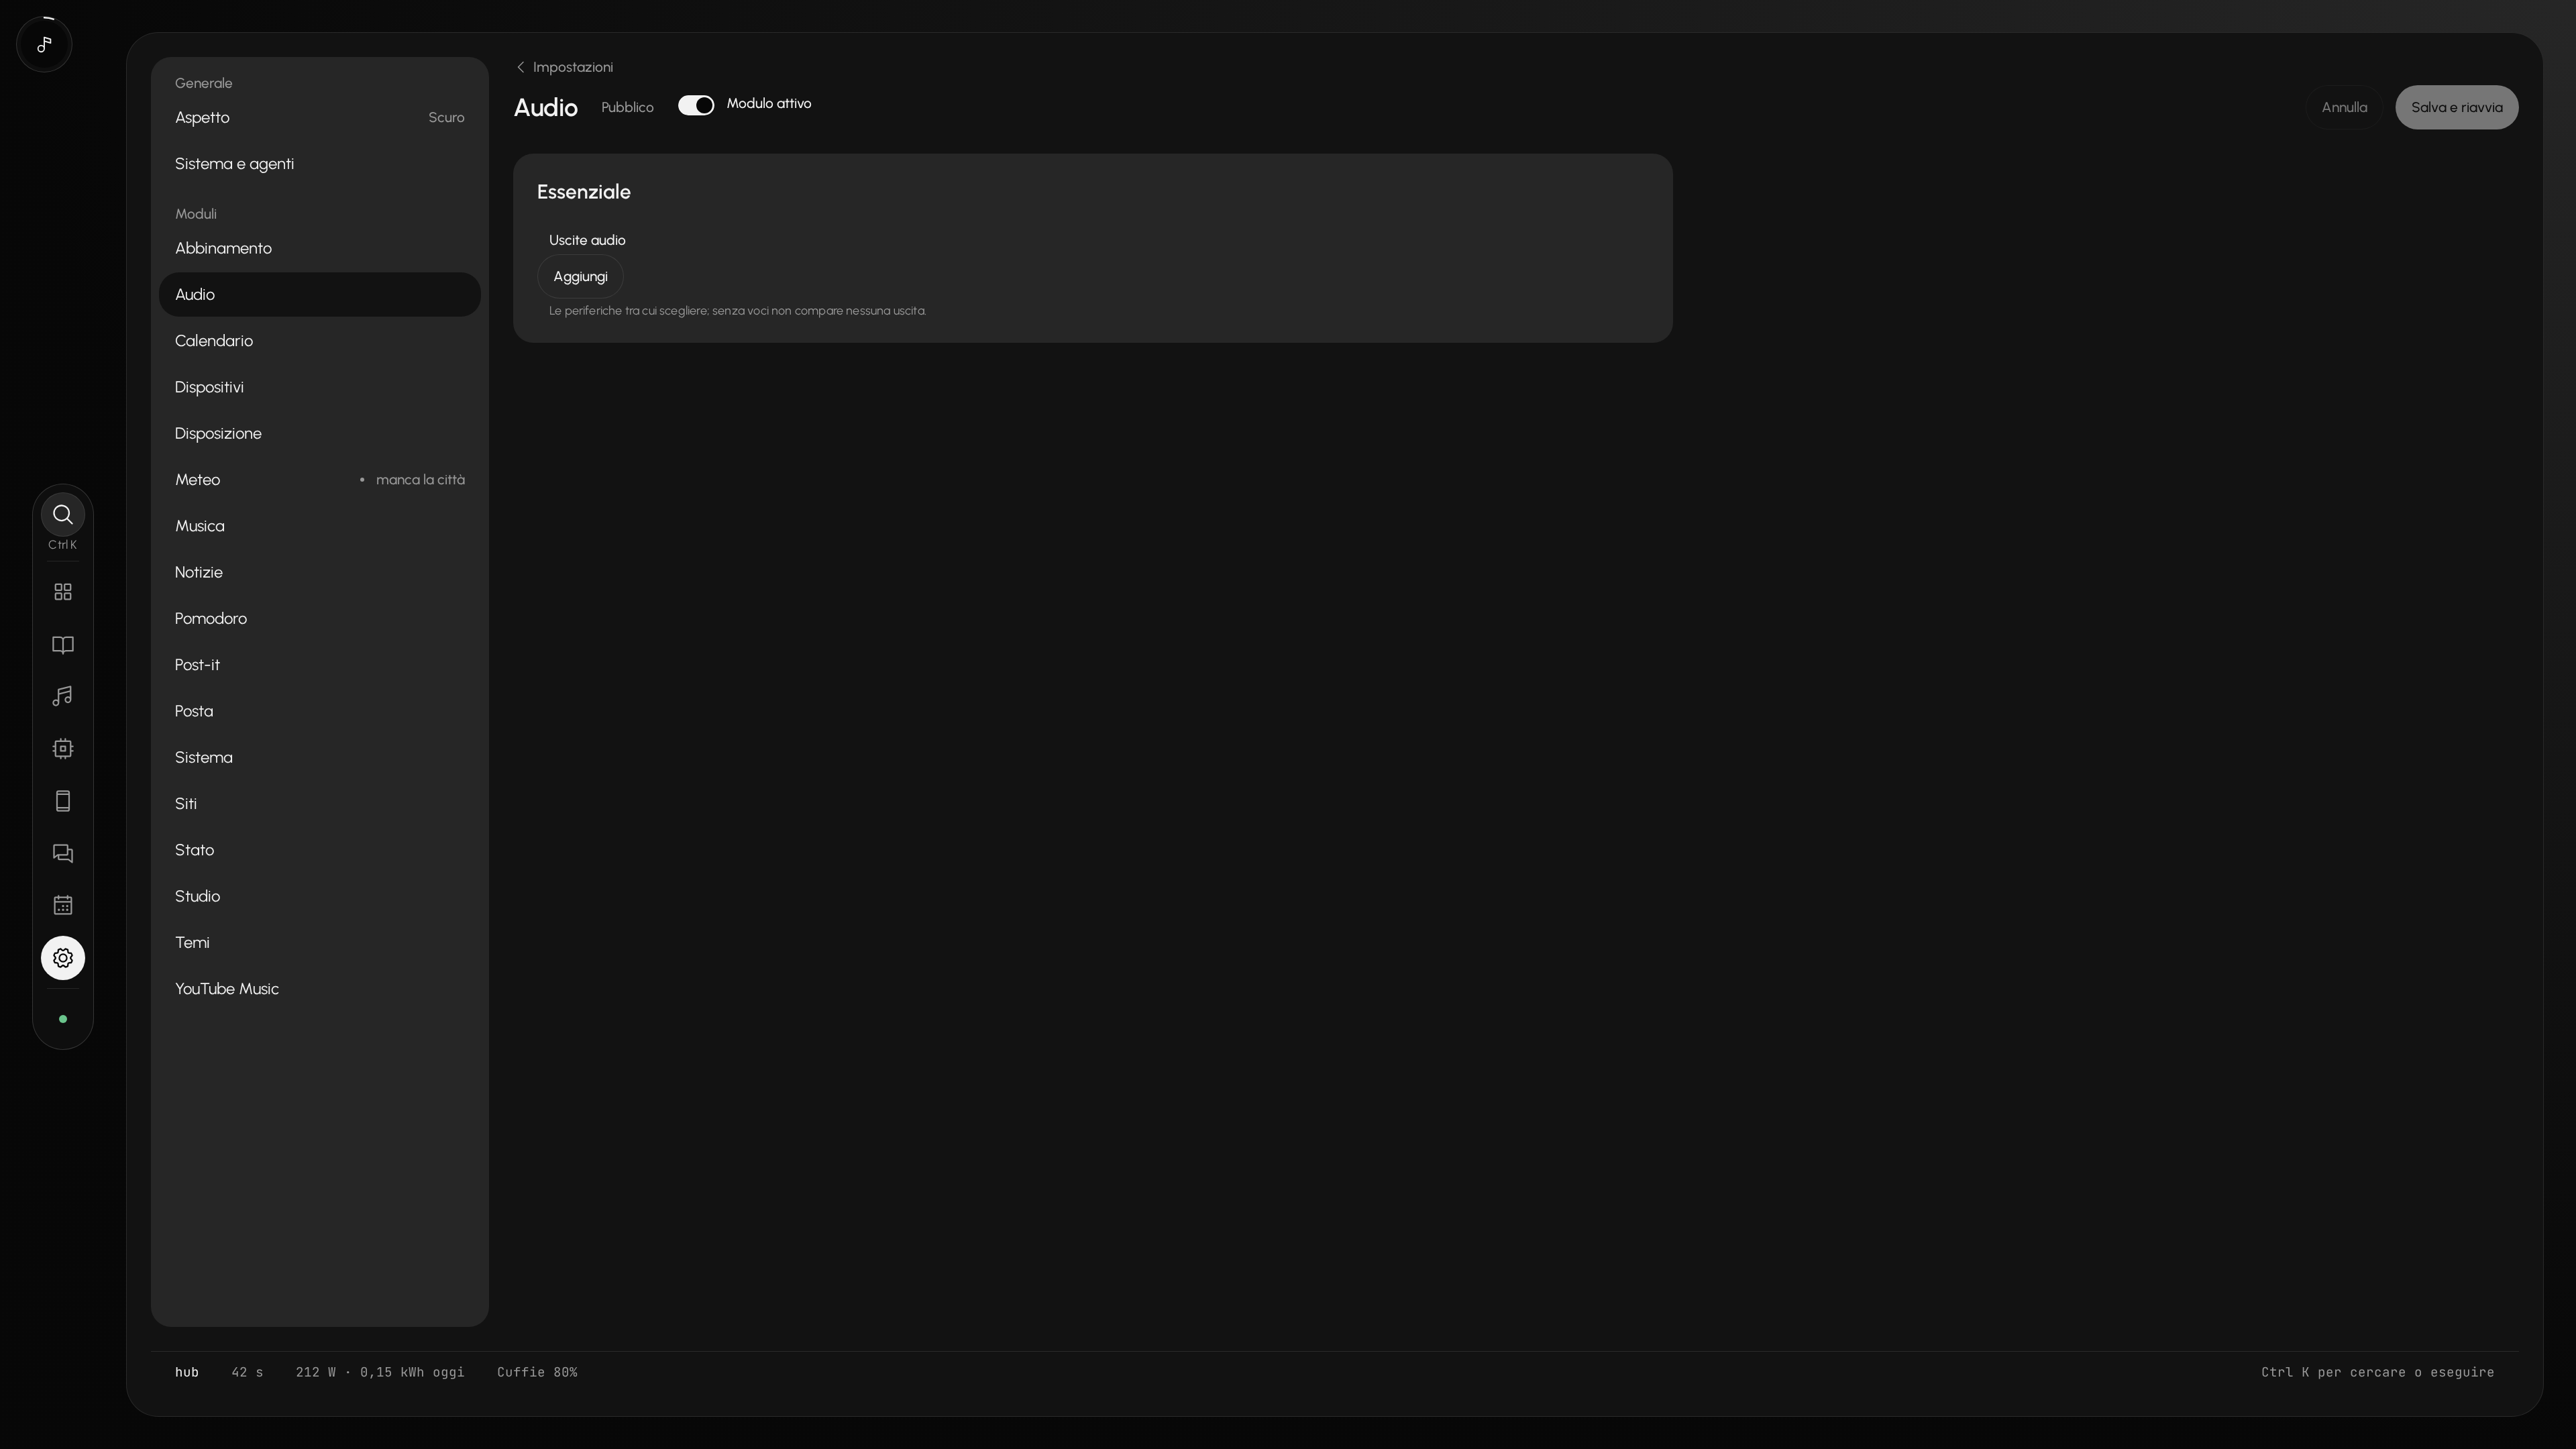 Generale
Aspetto Scuro
Sistema e agenti
Moduli
Abbinamento
Audio
Calendario
Dispositivi
Disposizione
Meteo • manca la città
Musica
Notizie
Pomodoro
Post-it
Posta
Sistema
Siti
Stato
Studio
Temi
YouTube Music
Ctrl K
Impostazioni
Audio Pubblico Modulo attivo
Annulla Salva e riavvia
Essenziale
Uscite audio
Aggiungi
Le periferiche tra cui scegliere; senza voci non compare nessuna uscita.
hub 42 s 212 W · 0,15 kWh oggi Cuffie 80%
Ctrl K per cercare o eseguire